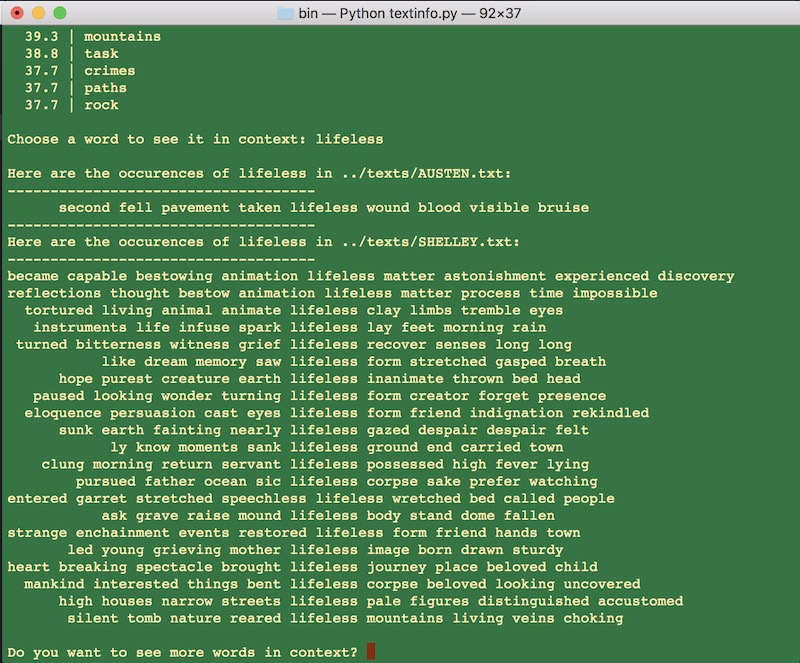 bin — Python textinfo.py — 92×37
39.3 | mountains
38.8 | task
37.7 | crimes
37.7 | paths
37.7 | rock
Choose a word to see it in context: lifeless
Here are the occurences of lifeless in ../texts/AUSTEN.txt:
------------------------------------
second fell pavement taken lifeless wound blood visible bruise
------------------------------------
Here are the occurences of lifeless in ../texts/SHELLEY.txt:
------------------------------------
became capable bestowing animation lifeless matter astonishment experienced discovery
reflections thought bestow animation lifeless matter process time impossible
tortured living animal animate lifeless clay limbs tremble eyes
instruments life infuse spark lifeless lay feet morning rain
turned bitterness witness grief lifeless recover senses long long
like dream memory saw lifeless form stretched gasped breath
hope purest creature earth lifeless inanimate thrown bed head
paused looking wonder turning lifeless form creator forget presence
eloquence persuasion cast eyes lifeless form friend indignation rekindled
sunk earth fainting nearly lifeless gazed despair despair felt
ly know moments sank lifeless ground end carried town
clung morning return servant lifeless possessed high fever lying
pursued father ocean sic lifeless corpse sake prefer watching
entered garret stretched speechless lifeless wretched bed called people
ask grave raise mound lifeless body stand dome fallen
strange enchainment events restored lifeless form friend hands town
led young grieving mother lifeless image born drawn sturdy
heart breaking spectacle brought lifeless journey place beloved child
mankind interested things bent lifeless corpse beloved looking uncovered
high houses narrow streets lifeless pale figures distinguished accustomed
silent tomb nature reared lifeless mountains living veins choking
Do you want to see more words in context?